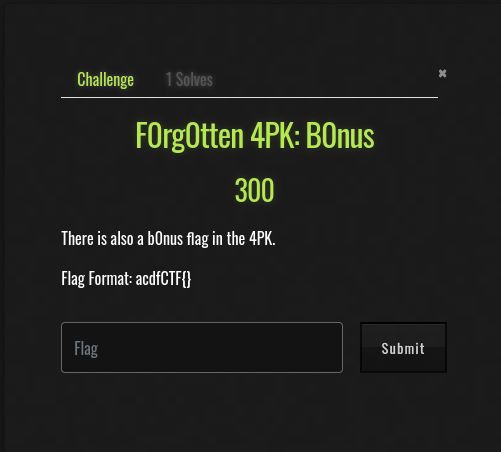 Challenge 1 Solves ✖
F0rg0tten 4PK: B0nus
300
There is also a b0nus flag in the 4PK.
Flag Format: acdfCTF{}
Flag Submit